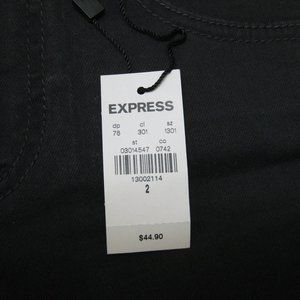 EXPRESS
dp cl sz
78 301 1301
st co
03014547 0742
13002114
2
$44.90